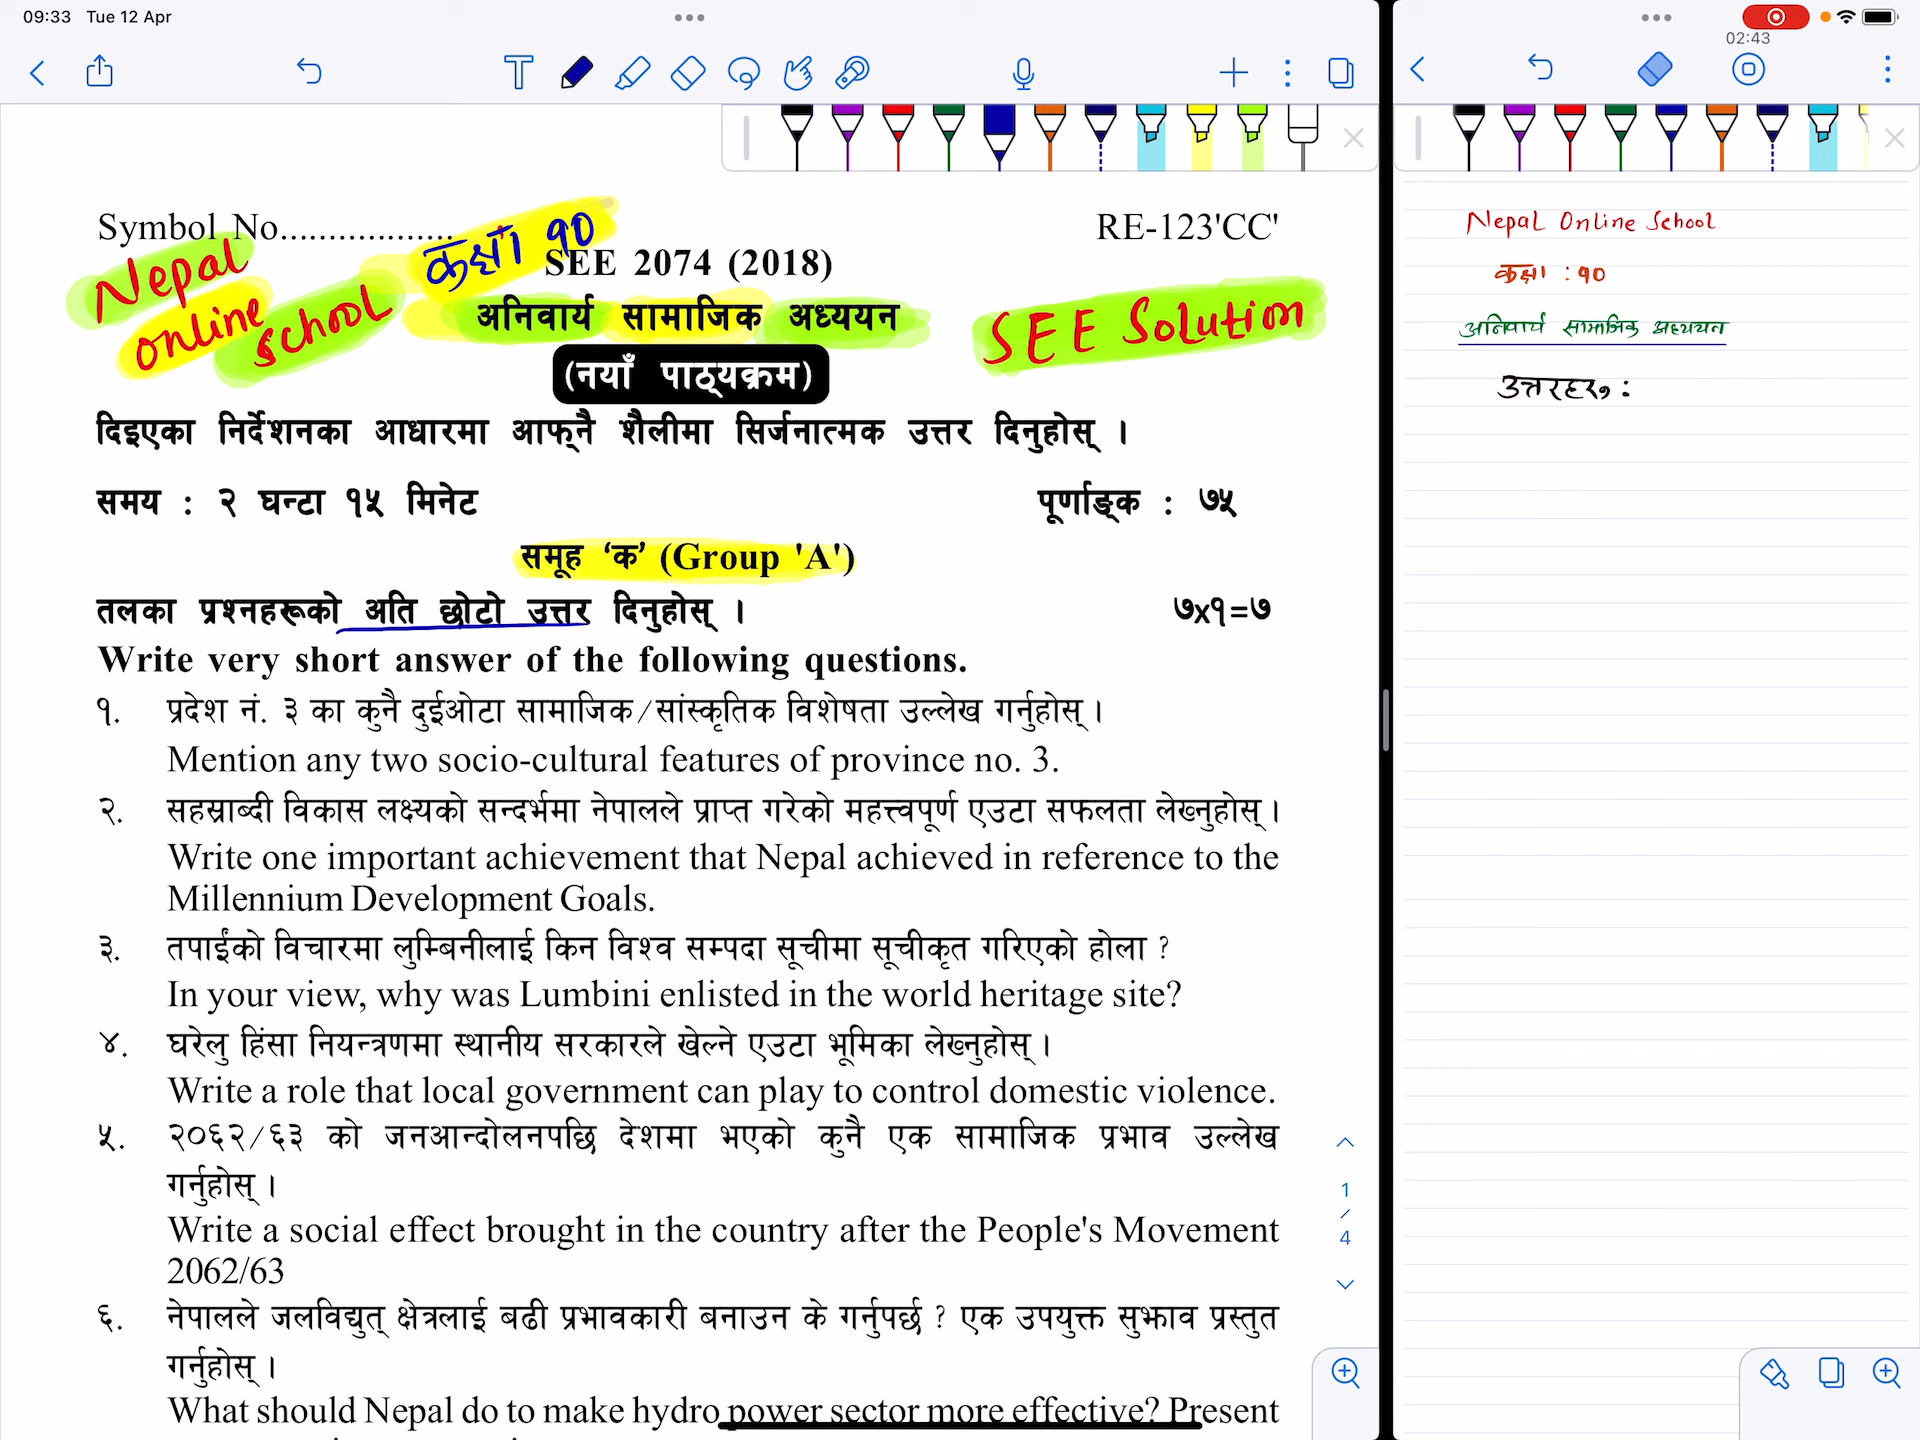 09:33 Tue 12 Apr
02:43
Symbol No..................
RE-123'CC'
Nepal
online
School
कक्षा १०
SEE 2074 (2018)
अनिवार्य सामाजिक अध्ययन
SEE Solution
(नयाँ पाठ्यक्रम)
दिइएका निर्देशनका आधारमा आफ्नै शैलीमा सिर्जनात्मक उत्तर दिनुहोस् ।
समय : २ घन्टा १५ मिनेट
पूर्णाङ्क : ७५
समूह ‘क’ (Group 'A')
तलका प्रश्नहरूको अति छोटो उत्तर दिनुहोस् ।
७x१=७
Write very short answer of the following questions.
१. प्रदेश नं. ३ का कुनै दुईओटा सामाजिक/सांस्कृतिक विशेषता उल्लेख गर्नुहोस् ।
Mention any two socio-cultural features of province no. 3.
२. सहस्राब्दी विकास लक्ष्यको सन्दर्भमा नेपालले प्राप्त गरेको महत्त्वपूर्ण एउटा सफलता लेख्नुहोस् ।
Write one important achievement that Nepal achieved in reference to the
Millennium Development Goals.
३. तपाईंको विचारमा लुम्बिनीलाई किन विश्व सम्पदा सूचीमा सूचीकृत गरिएको होला ?
In your view, why was Lumbini enlisted in the world heritage site?
४. घरेलु हिंसा नियन्त्रणमा स्थानीय सरकारले खेल्ने एउटा भूमिका लेख्नुहोस् ।
Write a role that local government can play to control domestic violence.
५. २०६२/६३ को जनआन्दोलनपछि देशमा भएको कुनै एक सामाजिक प्रभाव उल्लेख
गर्नुहोस् ।
Write a social effect brought in the country after the People's Movement
2062/63
६. नेपालले जलविद्युत् क्षेत्रलाई बढी प्रभावकारी बनाउन के गर्नुपर्छ ? एक उपयुक्त सुझाव प्रस्तुत
गर्नुहोस् ।
What should Nepal do to make hydro power sector more effective? Present
1
/
4
Nepal Online School
कक्षा : १०
अनिवार्य सामाजिक अध्ययन
उत्तरहरु :